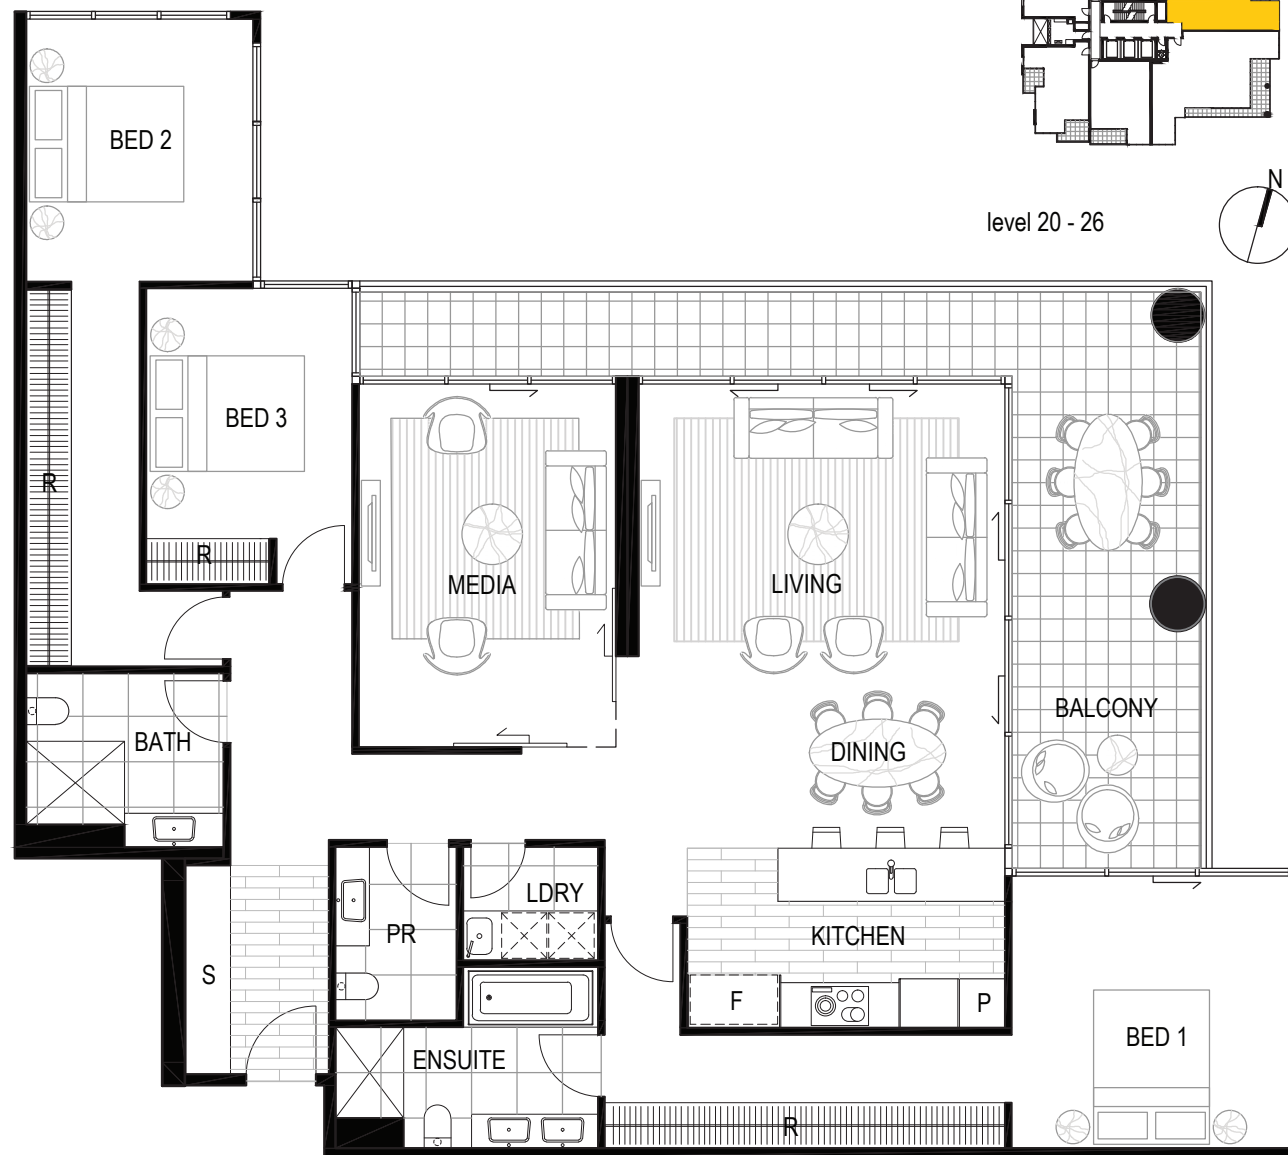 N
level 20 - 26
BED 2
BED 3
R
R
MEDIA
LIVING
BALCONY
BATH
DINING
LDRY
PR
KITCHEN
S
F
P
BED 1
ENSUITE
R